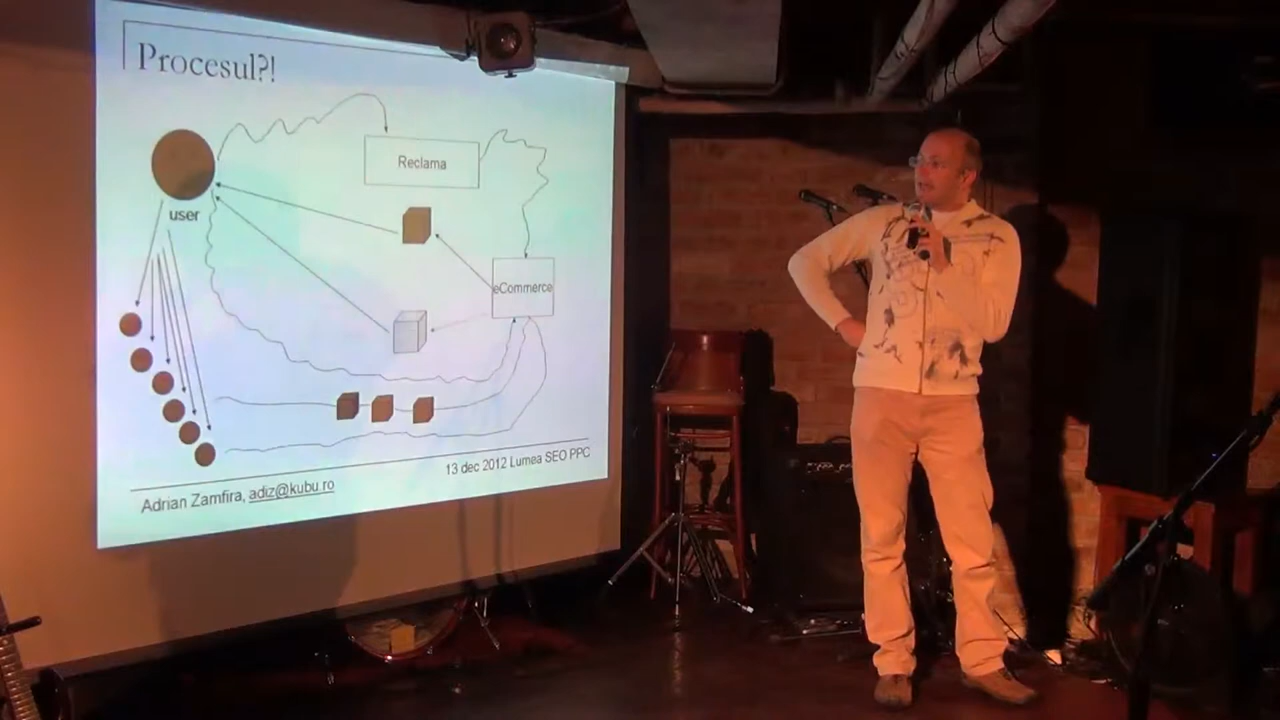 Procesul?!
Reclama
user
eCommerce
13 dec 2012 Lumea SEO PPC
Adrian Zamfira, adiz@kubu.ro